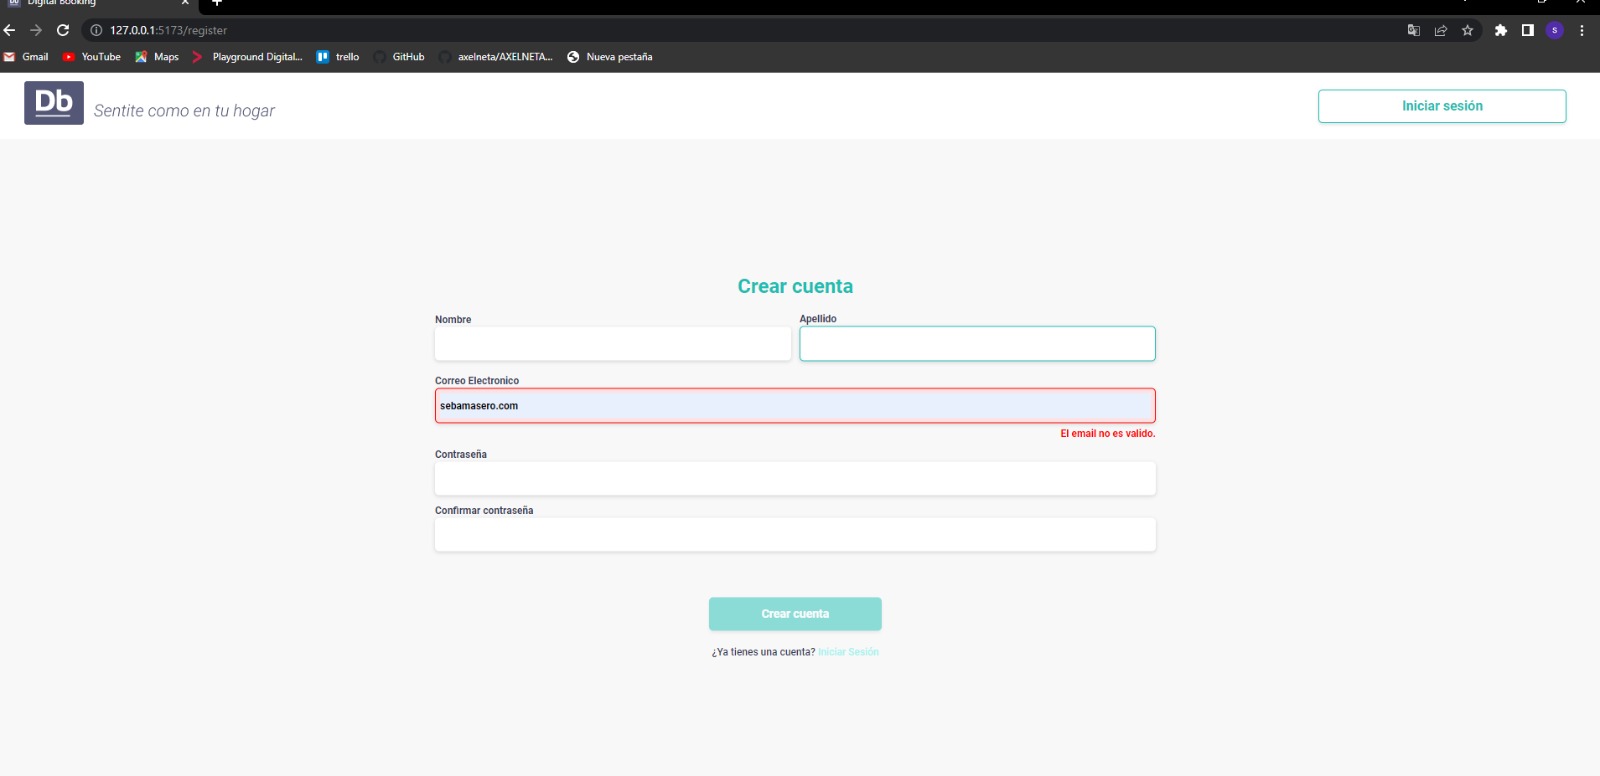 Digital Booking
127.0.0.1:5173/register
Gmail YouTube Maps Playground Digital... trello GitHub axelneta/AXELNETA... Nueva pestaña
Db Sentite como en tu hogar Iniciar sesión
Crear cuenta
Nombre Apellido
Correo Electronico
sebamasero.com
El email no es valido.
Contraseña
Confirmar contraseña
Crear cuenta
¿Ya tienes una cuenta? Iniciar Sesión